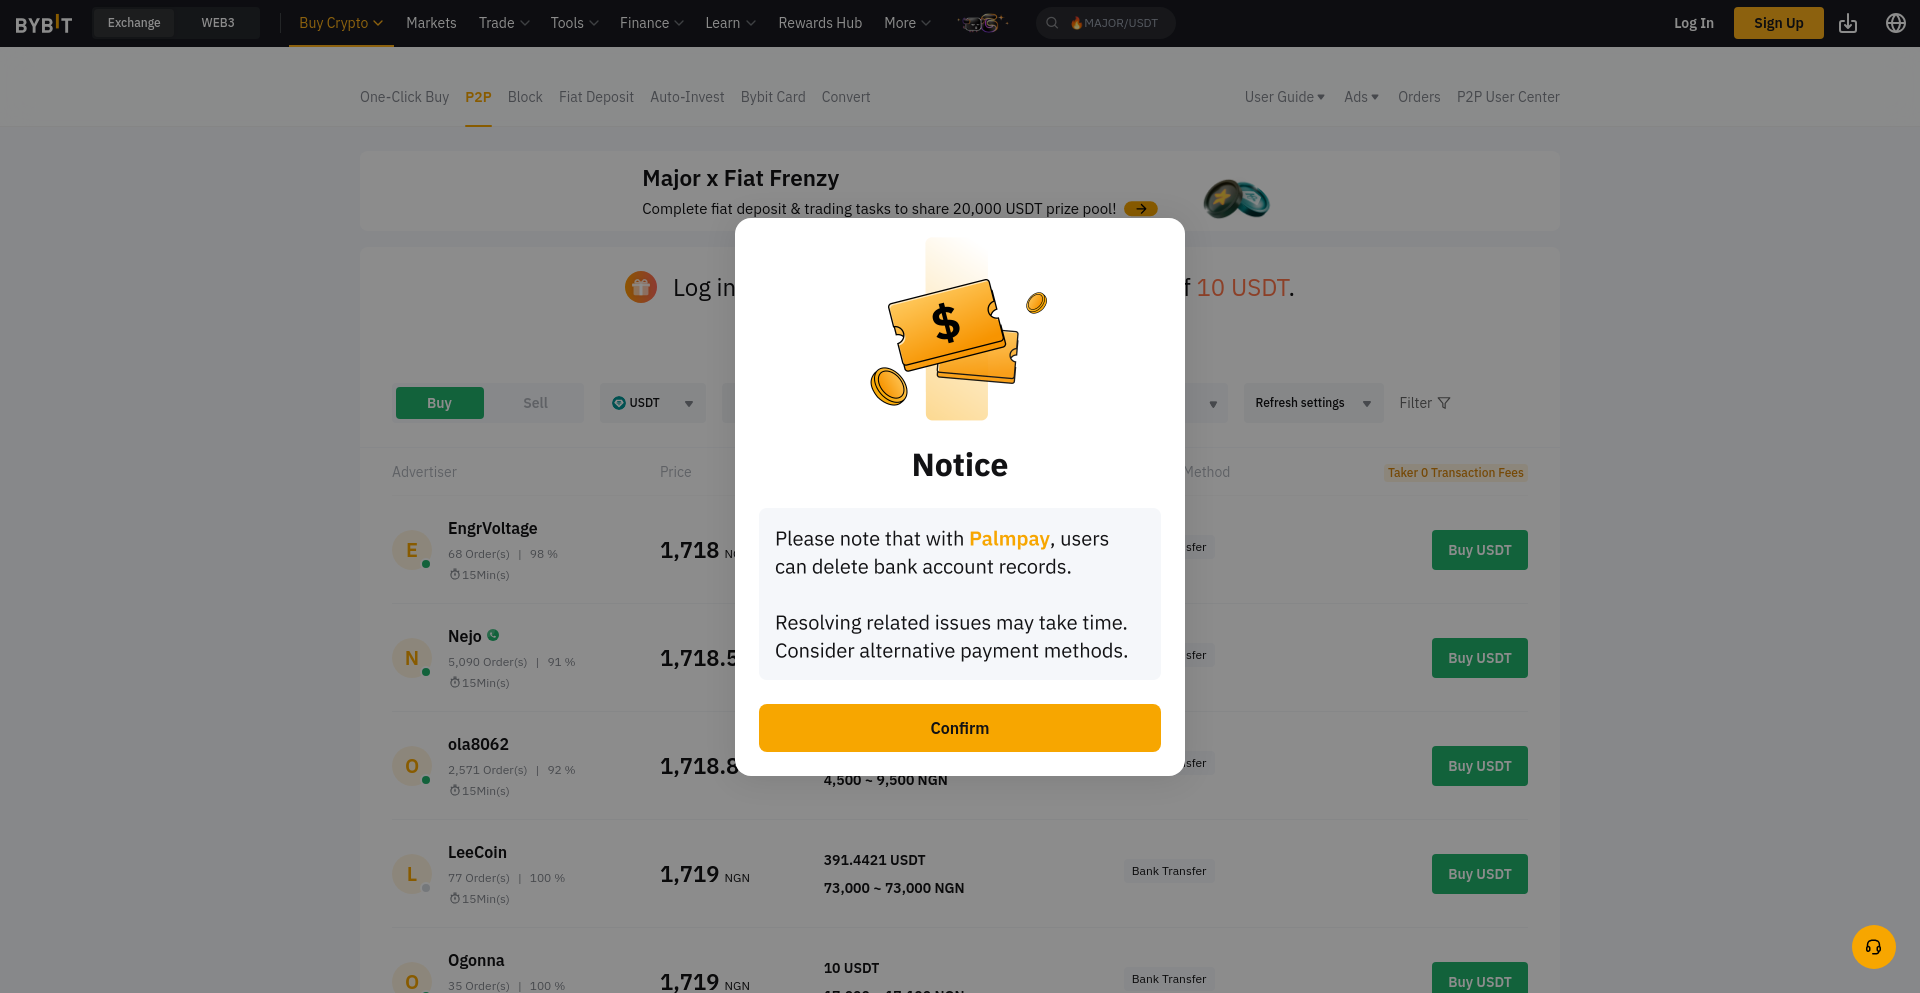 BYBIT Exchange WEB3 Buy Crypto Markets Trade Tools Finance Learn Rewards Hub More MAJOR/USDT Log In Sign Up
One-Click Buy P2P Block Fiat Deposit Auto-Invest Bybit Card Convert User Guide Ads Orders P2P User Center
Major x Fiat Frenzy
Complete fiat deposit & trading tasks to share 20,000 USDT prize pool!
Log in
10 USDT.
Buy Sell USDT Refresh settings Filter
Advertiser Price Method Taker 0 Transaction Fees
E
EngrVoltage
68 Order(s) | 98 %
15Min(s)
1,718
Buy USDT
N
Nejo
5,090 Order(s) | 91 %
15Min(s)
1,718.5
Buy USDT
O
ola8062
2,571 Order(s) | 92 %
15Min(s)
1,718.8
4,500 ~ 9,500 NGN
Buy USDT
L
LeeCoin
77 Order(s) | 100 %
15Min(s)
1,719 NGN
391.4421 USDT
73,000 ~ 73,000 NGN
Bank Transfer
Buy USDT
O
Ogonna
35 Order(s) | 100 %
1,719 NGN
10 USDT
Bank Transfer
Buy USDT
$
Notice
Please note that with Palmpay, users
can delete bank account records.
Resolving related issues may take time.
Consider alternative payment methods.
Confirm